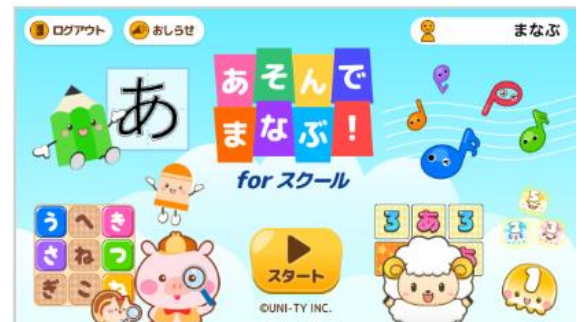 ログアウト
おしらせ
まなぶ
あ
あそんで
まなぶ!
for スクール
うへき
さねつ
ぎこ
3あ3
スタート
1
©UNI-TY INC.